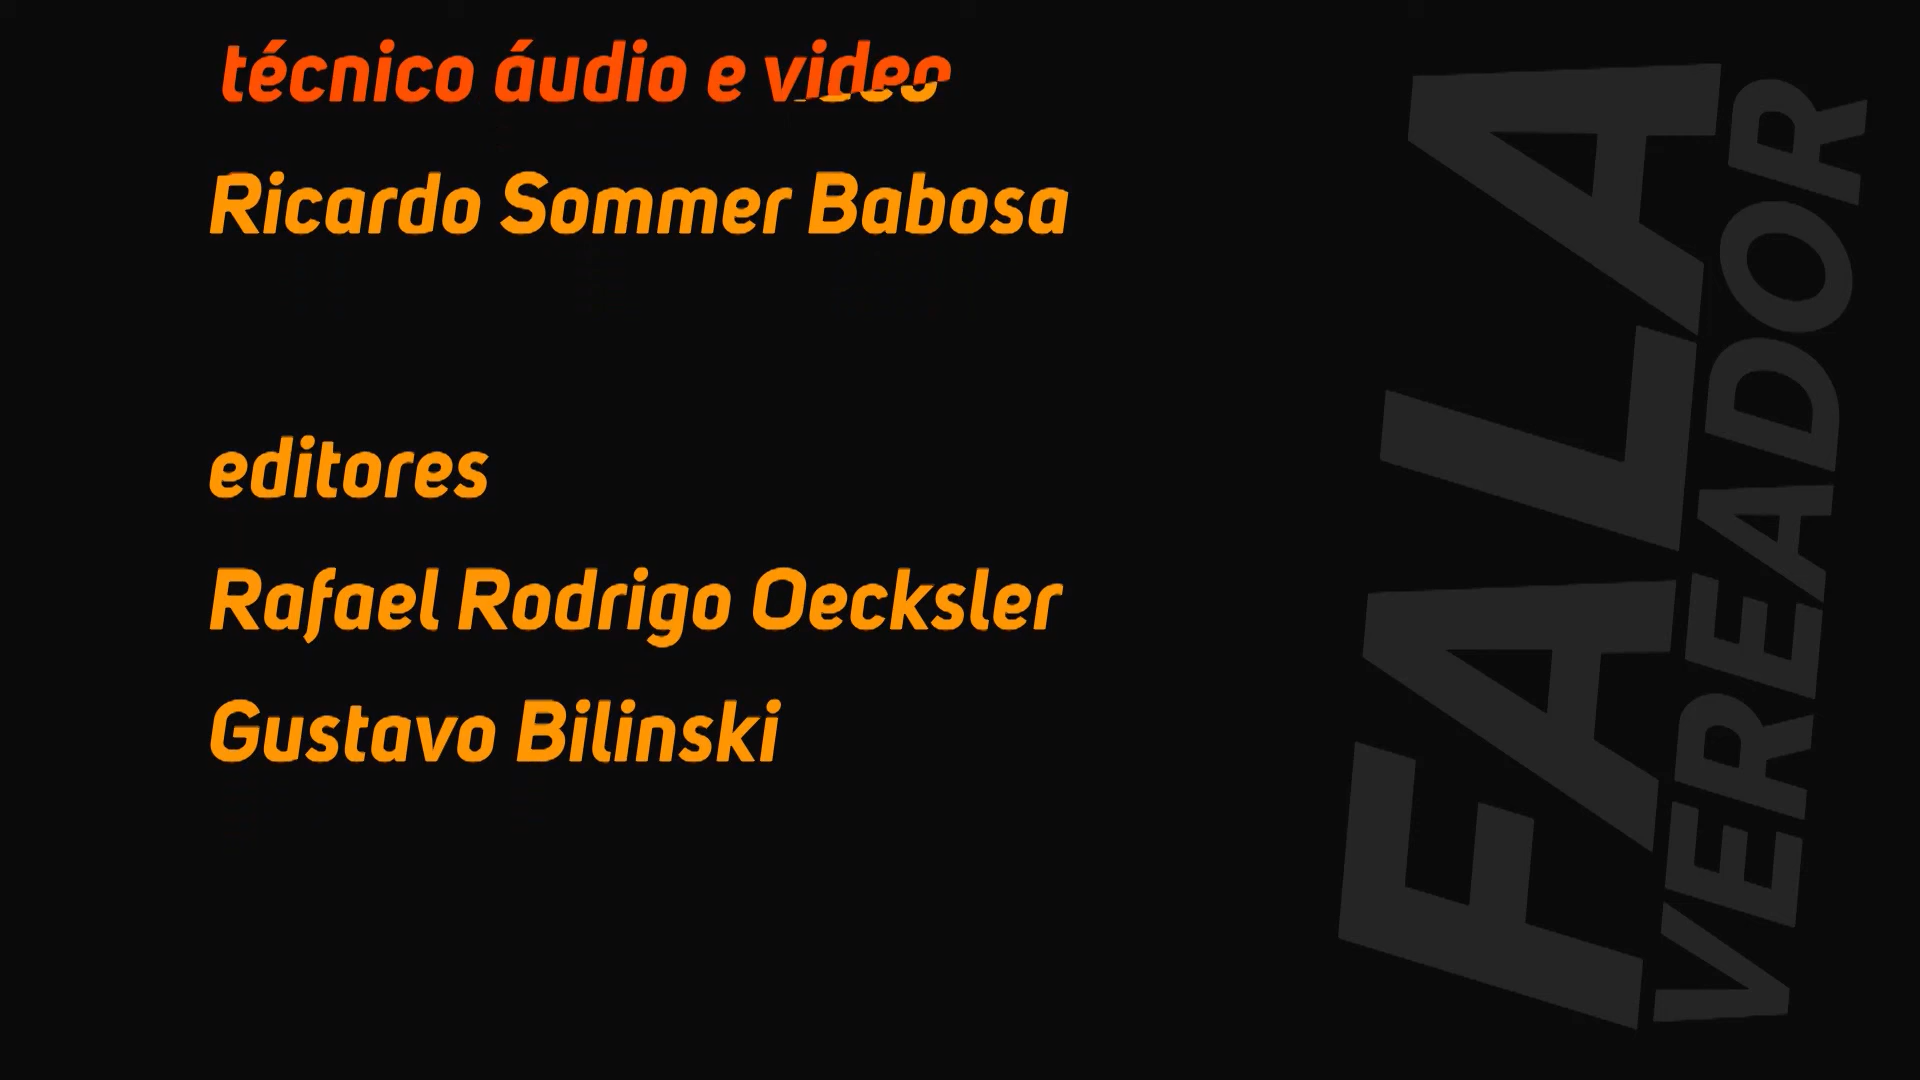 técnico áudio e video
Ricardo Sommer Babosa
editores
Rafael Rodrigo Oecksler
Gustavo Bilinski
FALA
VEREADOR